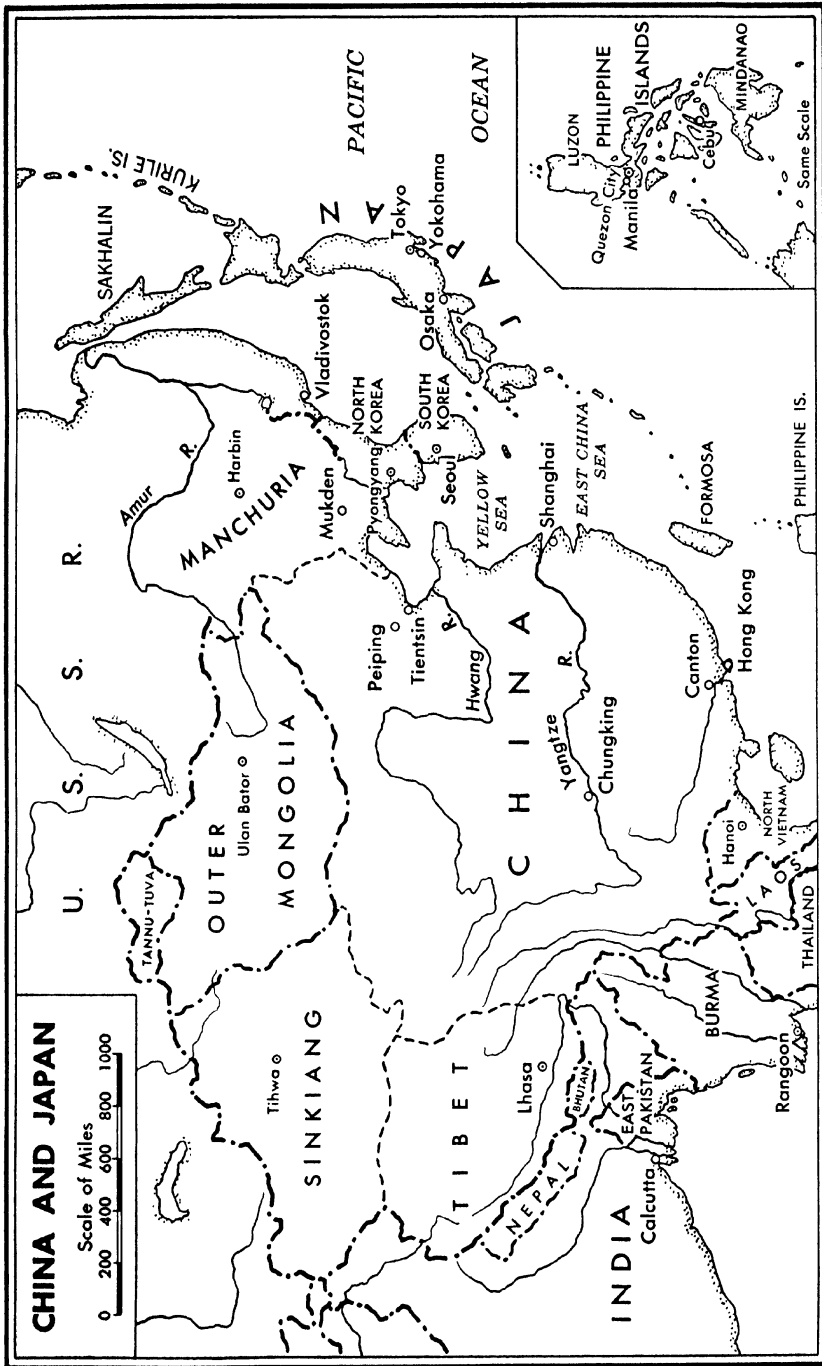 CHINA AND JAPAN
Scale of Miles
0 200 400 600 800 1000
U. S. S. R.
SAKHALIN
KURILE IS.
TANNU-TUVA
OUTER
MONGOLIA
Ulan Bator
Amur R.
Harbin
MANCHURIA
Mukden
Vladivostok
SINKIANG
Tihwa
Peiping
Tientsin
Hwang R.
Pyongyang
NORTH
KOREA
SOUTH
KOREA
Seoul
YELLOW
SEA
JAPAN
Tokyo
Yokohama
Osaka
PACIFIC
OCEAN
TIBET
Lhasa
CHINA
Yangtze R.
Chungking
Shanghai
EAST CHINA
SEA
NEPAL
BHUTAN
EAST
PAKISTAN
INDIA
Calcutta
BURMA
Rangoon
THAILAND
LAOS
Hanoi
NORTH
VIETNAM
Canton
Hong Kong
FORMOSA
PHILIPPINE IS.
LUZON
PHILIPPINE
ISLANDS
Quezon City
Manila
Cebu
MINDANAO
Same Scale